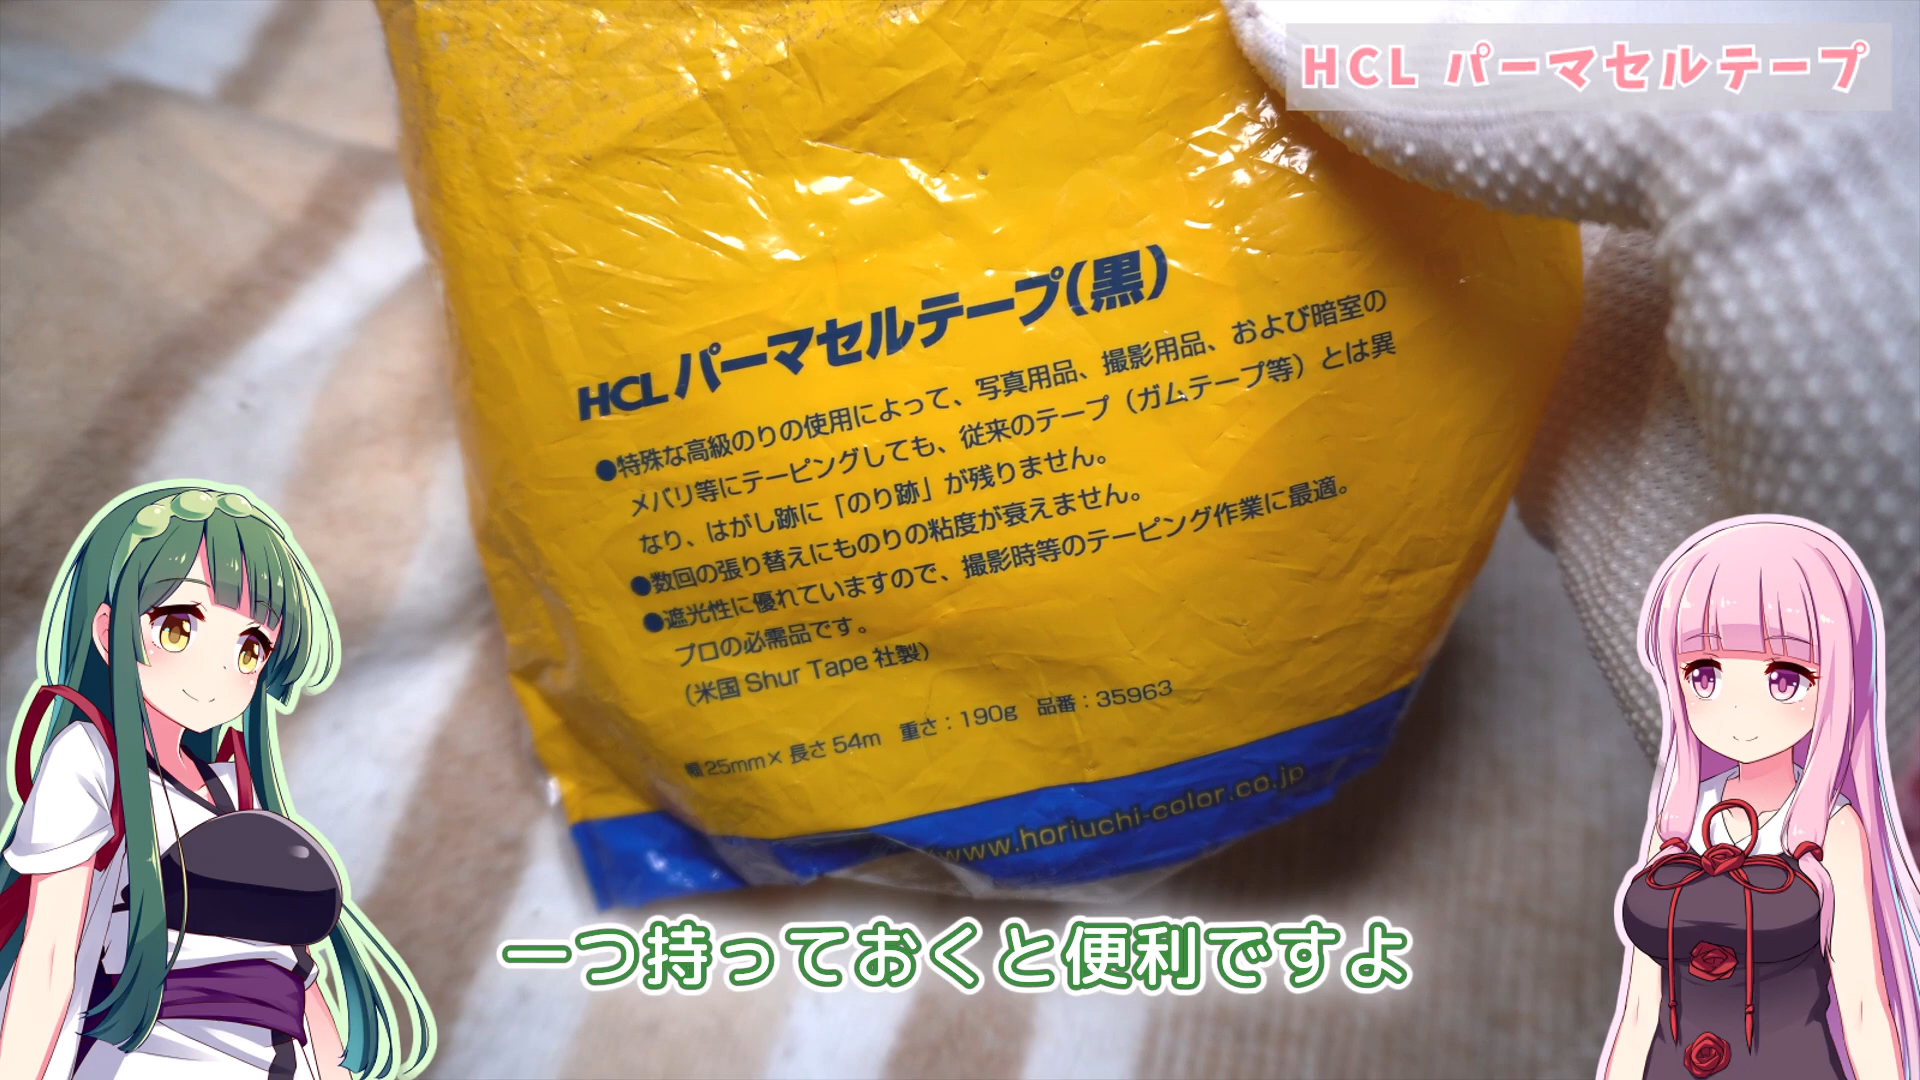 HCL パーマセルテープ
HCL パーマセルテープ(黒)
●特殊な高級のりの使用によって、写真用品、撮影用品、および暗室の
メバリ等にテーピングしても、従来のテープ（ガムテープ等）とは異
なり、はがし跡に「のり跡」が残りません。
●数回の張り替えにものりの粘度が衰えません。
●遮光性に優れていますので、撮影時等のテーピング作業に最適。
プロの必需品です。
(米国 Shur Tape 社製)
幅25mm×長さ54m 重さ：190g 品番：35963
www.horiuchi-color.co.jp
一つ持っておくと便利ですよ